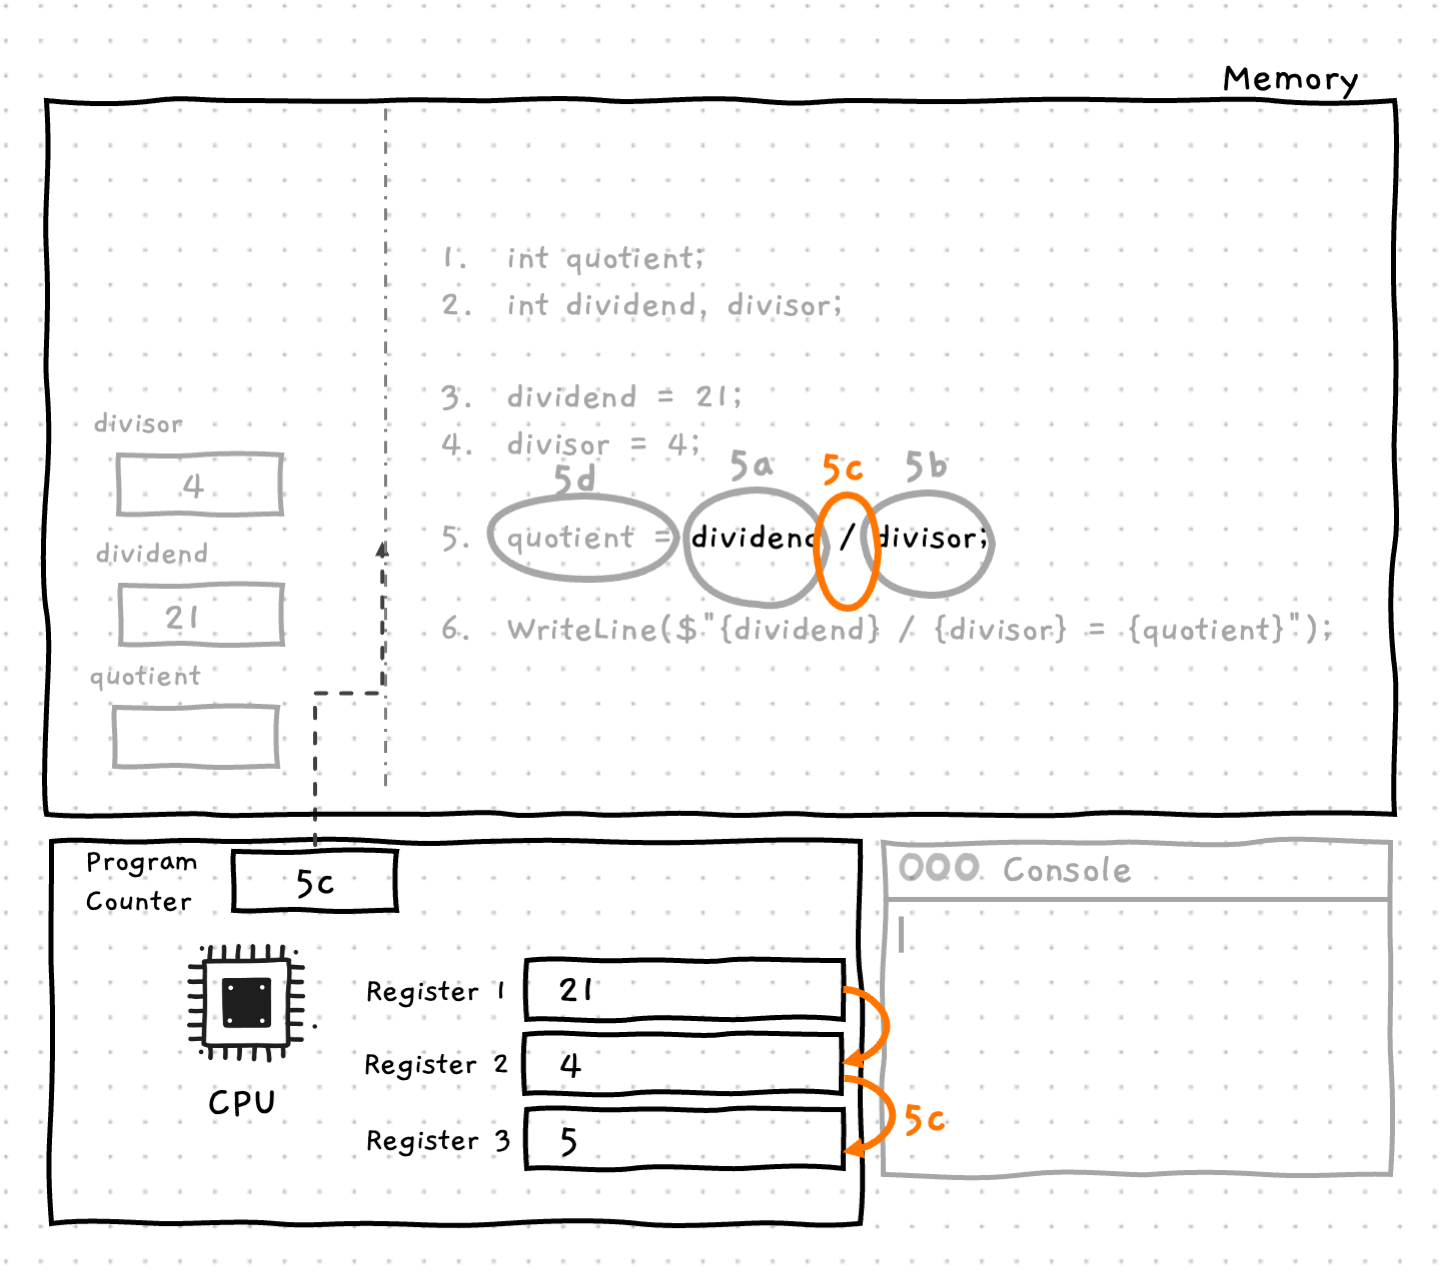 Memory
1. int quotient;
2. int dividend, divisor;
3. dividend = 21;
4. divisor = 4;
5d 5a 5c 5b
5. quotient = dividend / divisor;
6. WriteLine($"{dividend} / {divisor} = {quotient}");
divisor
4
dividend
21
quotient
Program
Counter
5c
CPU
Register 1 21
Register 2 4
Register 3 5
5c
Console